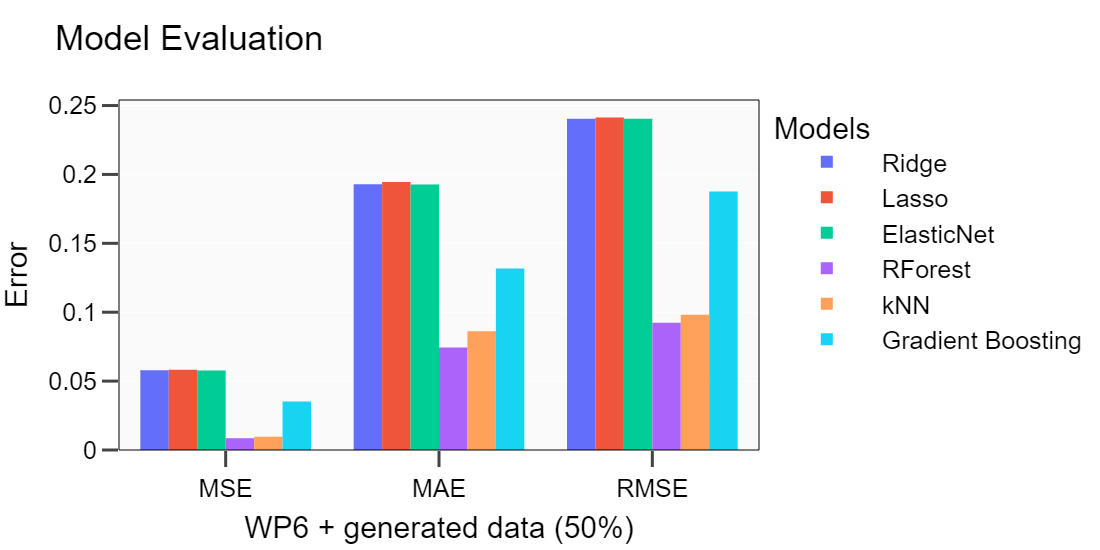 Model Evaluation
0.25
0.2
0.15
0.1
0.05
0
Error
MSE
MAE
RMSE
WP6 + generated data (50%)
Models
Ridge
Lasso
ElasticNet
RForest
kNN
Gradient Boosting